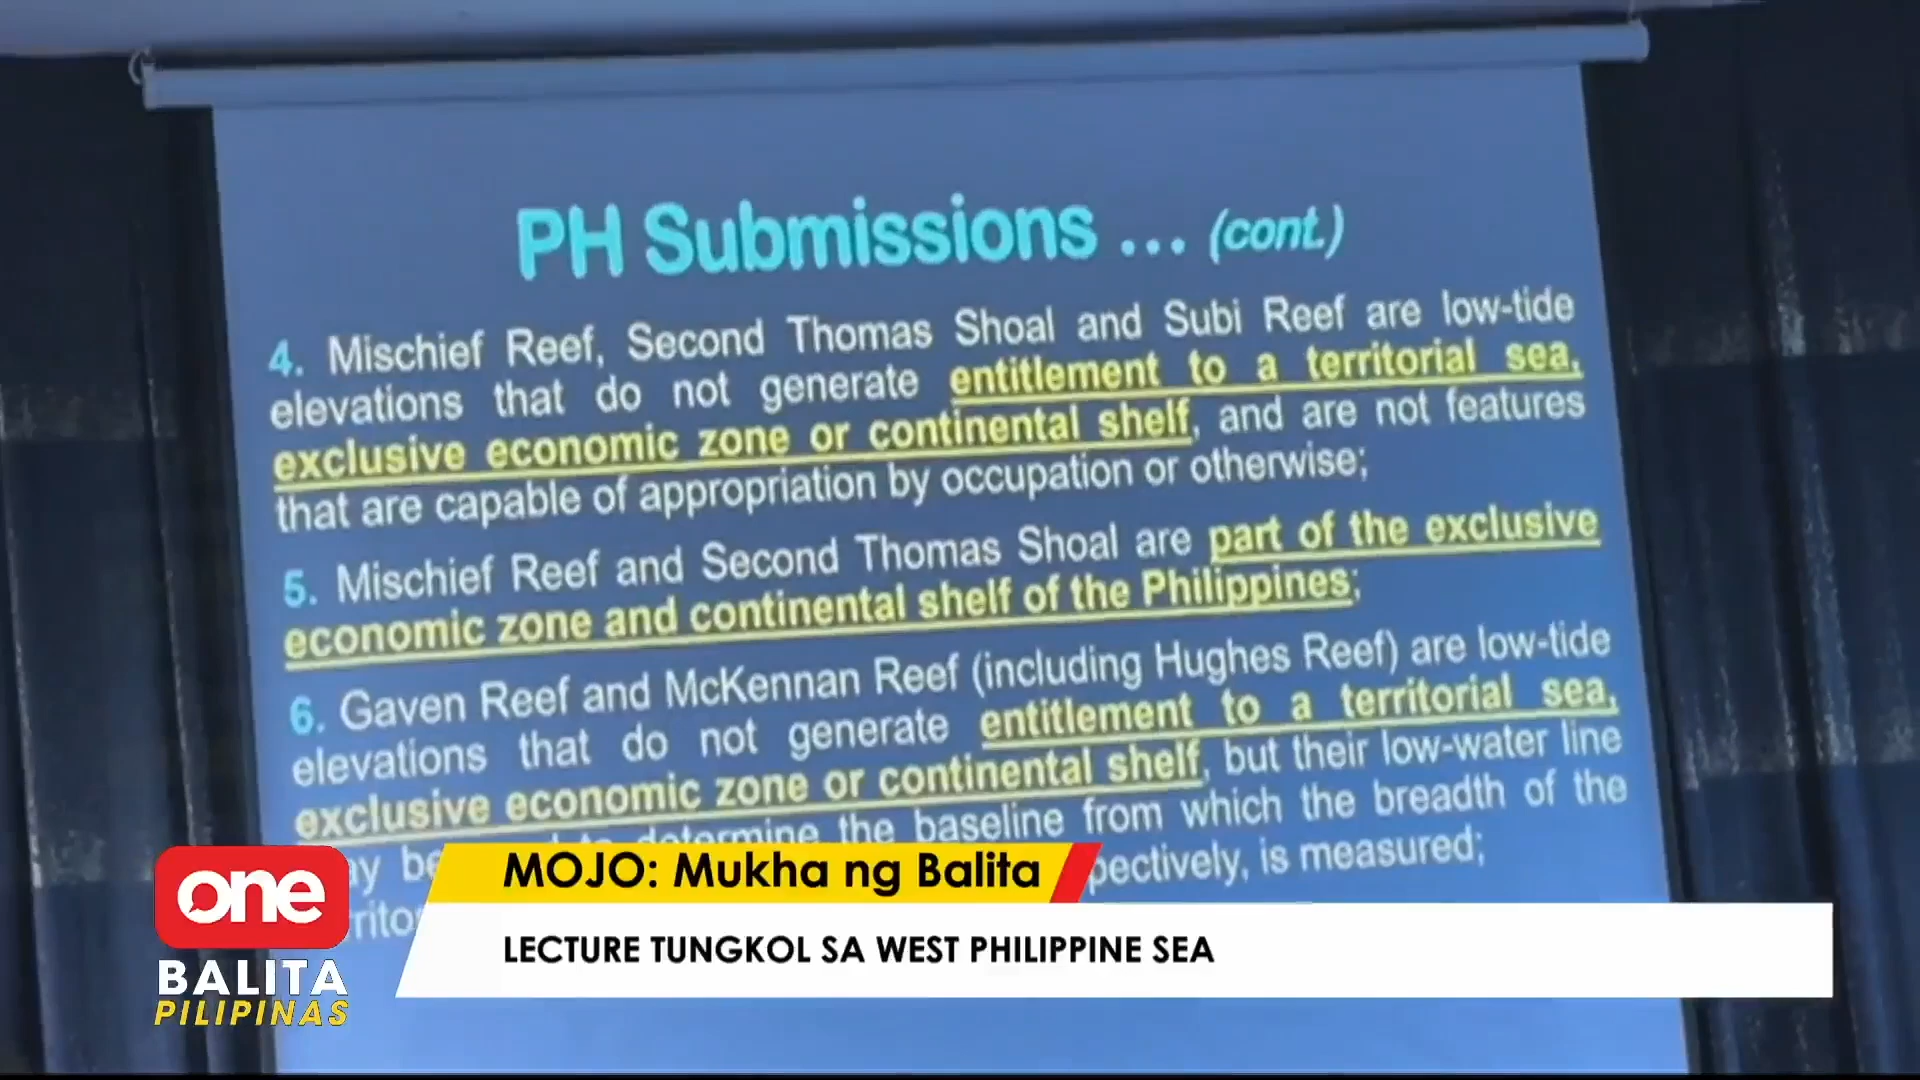 PH Submissions ... (cont.)
4. Mischief Reef, Second Thomas Shoal and Subi Reef are low-tide
elevations that do not generate entitlement to a territorial sea,
exclusive economic zone or continental shelf, and are not features
that are capable of appropriation by occupation or otherwise;
5. Mischief Reef and Second Thomas Shoal are part of the exclusive
economic zone and continental shelf of the Philippines;
6. Gaven Reef and McKennan Reef (including Hughes Reef) are low-tide
elevations that do not generate entitlement to a territorial sea,
exclusive economic zone or continental shelf, but their low-water line
be determine the baseline from which the breadth of the
is measured;
one
BALITA
PILIPINAS
MOJO: Mukha ng Balita
LECTURE TUNGKOL SA WEST PHILIPPINE SEA